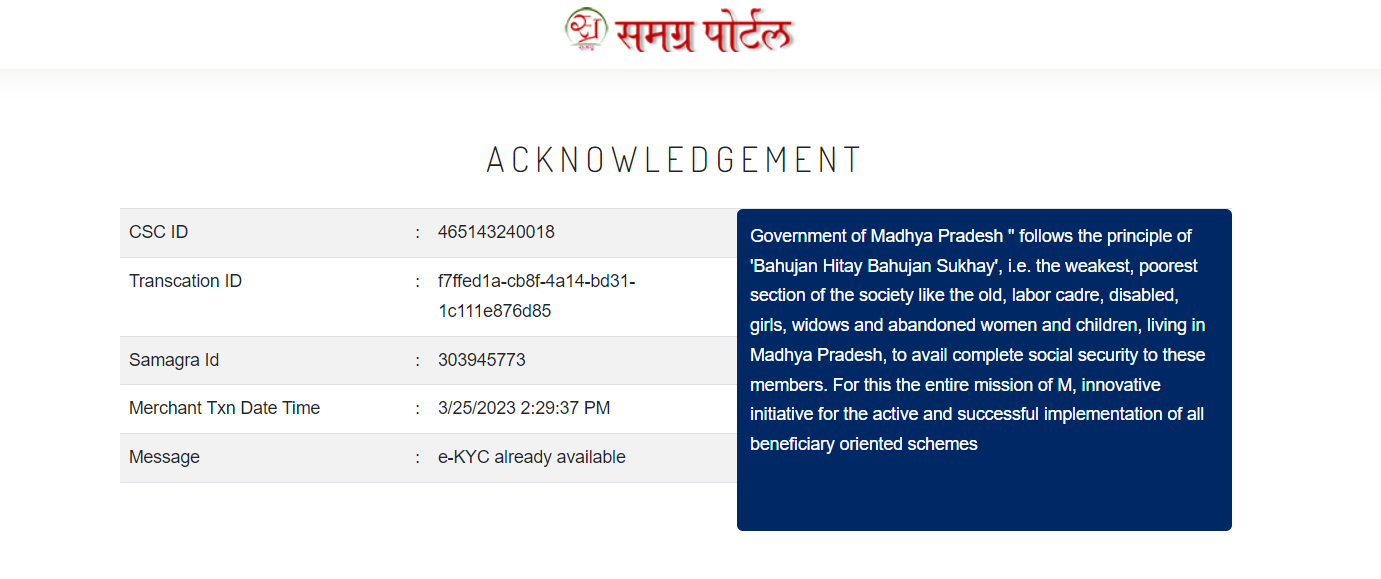 समग्र पोर्टल
ACKNOWLEDGEMENT
CSC ID : 465143240018
Transcation ID : f7ffed1a-cb8f-4a14-bd31-
1c111e876d85
Samagra Id : 303945773
Merchant Txn Date Time : 3/25/2023 2:29:37 PM
Message : e-KYC already available
Government of Madhya Pradesh " follows the principle of
'Bahujan Hitay Bahujan Sukhay', i.e. the weakest, poorest
section of the society like the old, labor cadre, disabled,
girls, widows and abandoned women and children, living in
Madhya Pradesh, to avail complete social security to these
members. For this the entire mission of M, innovative
initiative for the active and successful implementation of all
beneficiary oriented schemes